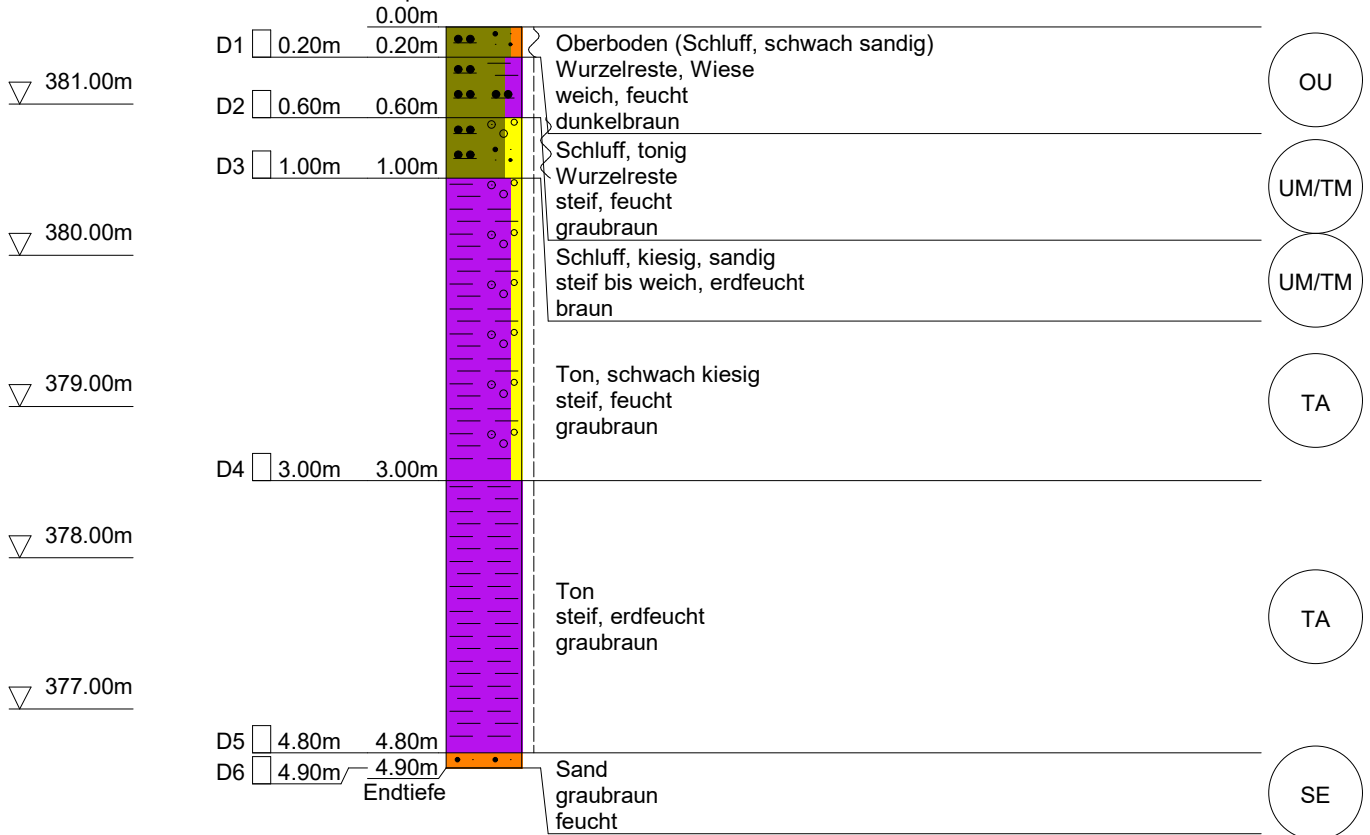 0.00m
D1 0.20m 0.20m
Oberboden (Schluff, schwach sandig)
Wurzelreste, Wiese
weich, feucht
dunkelbraun
OU
381.00m
D2 0.60m 0.60m
Schluff, tonig
Wurzelreste
steif, feucht
graubraun
UM/TM
D3 1.00m 1.00m
Schluff, kiesig, sandig
steif bis weich, erdfeucht
braun
UM/TM
380.00m
Ton, schwach kiesig
steif, feucht
graubraun
TA
379.00m
D4 3.00m 3.00m
378.00m
Ton
steif, erdfeucht
graubraun
TA
377.00m
D5 4.80m 4.80m
D6 4.90m 4.90m
Endtiefe
Sand
graubraun
feucht
SE